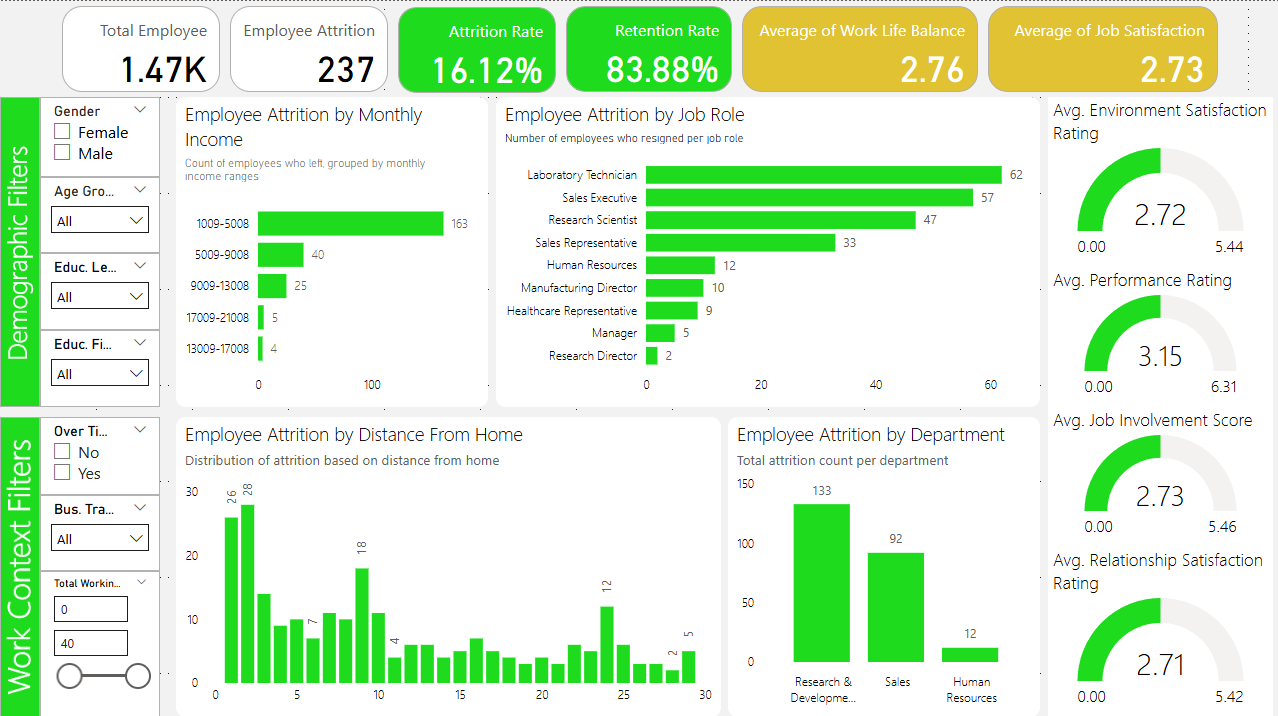 Total Employee
1.47K
Employee Attrition
237
Attrition Rate
16.12%
Retention Rate
83.88%
Average of Work Life Balance
2.76
Average of Job Satisfaction
2.73
Demographic Filters
Gender
Female
Male
Age Gro...
All
Educ. Le...
All
Educ. Fi...
All
Employee Attrition by Monthly
Income
Count of employees who left, grouped by monthly
income ranges
1009-5008
163
5009-9008
40
9009-13008
25
17009-21008
5
13009-17008
4
0
100
Employee Attrition by Job Role
Number of employees who resigned per job role
Laboratory Technician
62
Sales Executive
57
Research Scientist
47
Sales Representative
33
Human Resources
12
Manufacturing Director
10
Healthcare Representative
9
Manager
5
Research Director
2
0
20
40
60
Avg. Environment Satisfaction
Rating
2.72
0.00
5.44
Avg. Performance Rating
3.15
0.00
6.31
Avg. Job Involvement Score
2.73
0.00
5.46
Avg. Relationship Satisfaction
Rating
2.71
0.00
5.42
Work Context Filters
Over Ti...
No
Yes
Bus. Tra...
All
Total Workin...
0
40
Employee Attrition by Distance From Home
Distribution of attrition based on distance from home
30
20
10
0
26
28
7
18
4
12
2
5
0
5
10
15
20
25
30
Employee Attrition by Department
Total attrition count per department
150
100
50
0
133
92
12
Research &
Developme...
Sales
Human
Resources